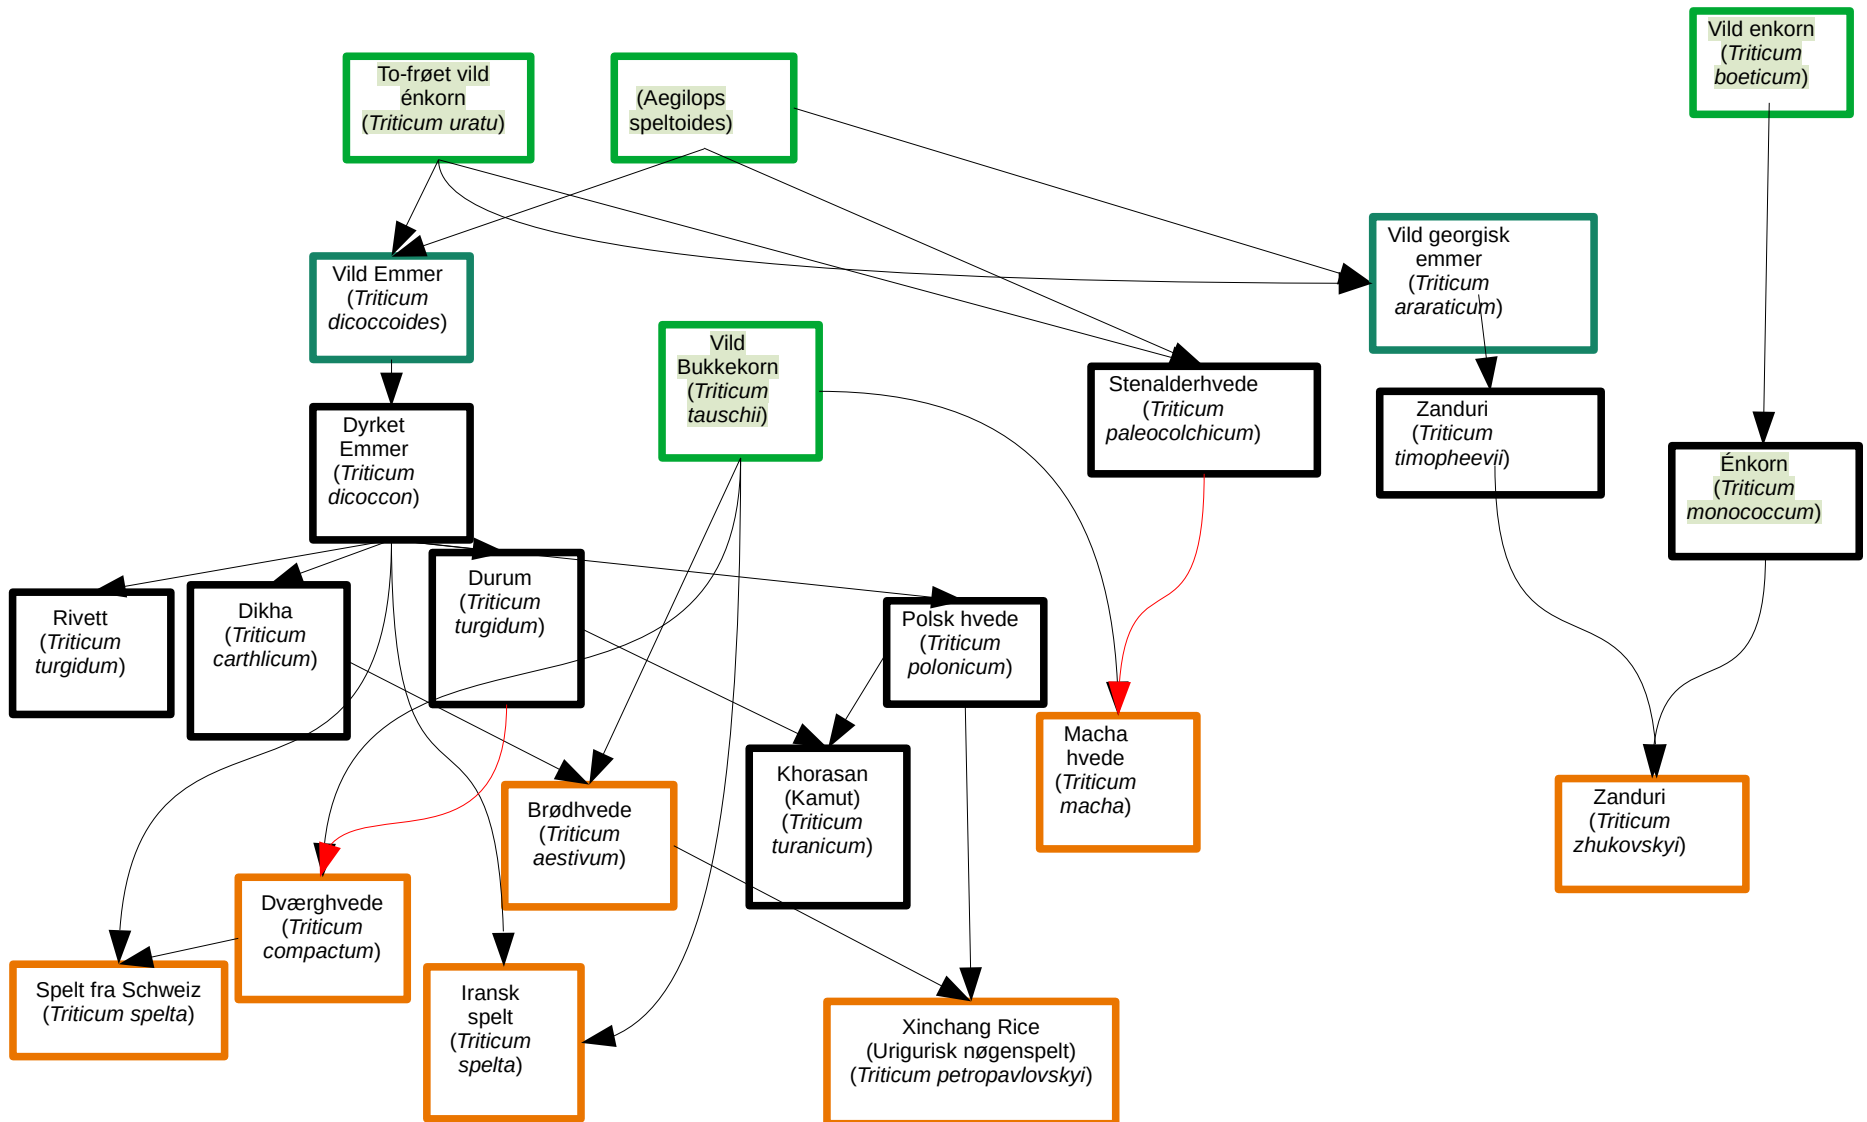 To-frøet vild
énkorn
(Triticum uratu)
(Aegilops
speltoides)
Vild enkorn
(Triticum
boeticum)
Vild georgisk
emmer
(Triticum
araraticum)
Vild Emmer
(Triticum
dicoccoides)
Vild
Bukkekorn
(Triticum
tauschii)
Stenalderhvede
(Triticum
paleocolchicum)
Zanduri
(Triticum
timopheevii)
Énkorn
(Triticum
monococcum)
Dyrket
Emmer
(Triticum
dicoccon)
Rivett
(Triticum
turgidum)
Dikha
(Triticum
carthlicum)
Durum
(Triticum
turgidum)
Polsk hvede
(Triticum
polonicum)
Macha
hvede
(Triticum
macha)
Khorasan
(Kamut)
(Triticum
turanicum)
Brødhvede
(Triticum
aestivum)
Zanduri
(Triticum
zhukovskyi)
Dværghvede
(Triticum
compactum)
Spelt fra Schweiz
(Triticum spelta)
Iransk
spelt
(Triticum
spelta)
Xinchang Rice
(Urigurisk nøgenspelt)
(Triticum petropavlovskyi)